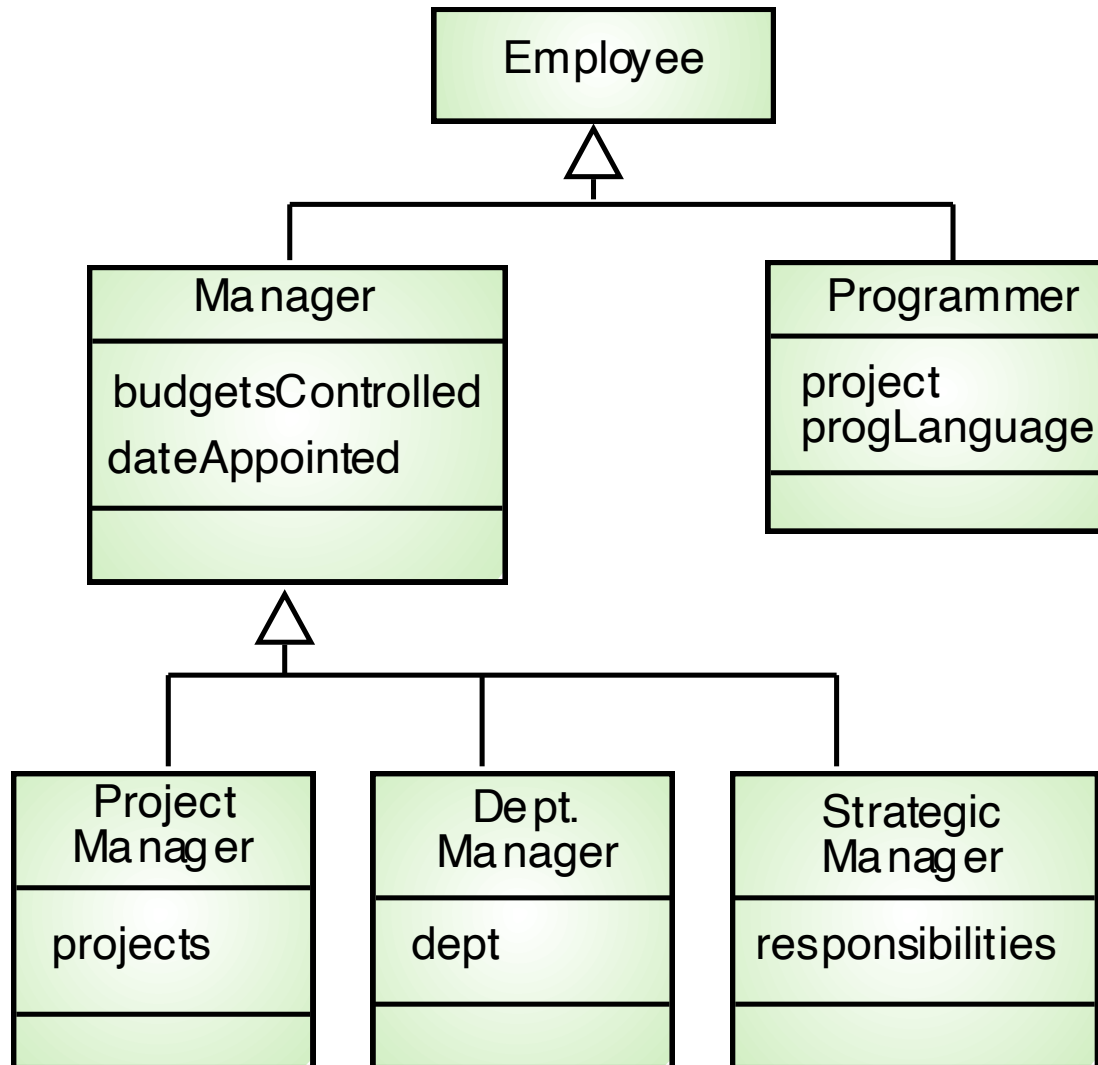 Employee
Manager
budgetsControlled
dateAppointed
Programmer
project
progLanguage
Project
Manager
projects
Dept.
Manager
dept
Strategic
Manager
responsibilities